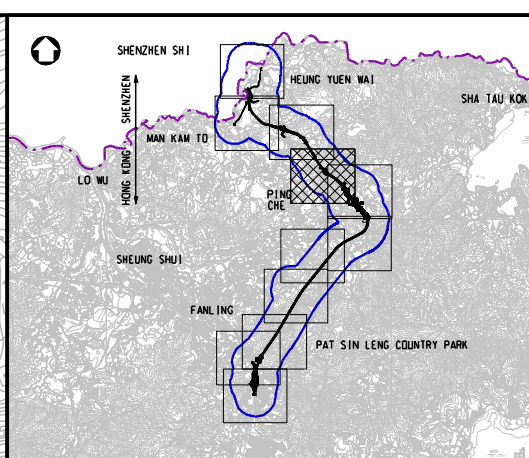 SHENZHEN SHI
HEUNG YUEN WAI
SHENZHEN
SHA TAU KOK
MAN KAM TO
HONG KONG
LO WU
PING
CHE
SHEUNG SHUI
FANLING
PAT SIN LENG COUNTRY PARK